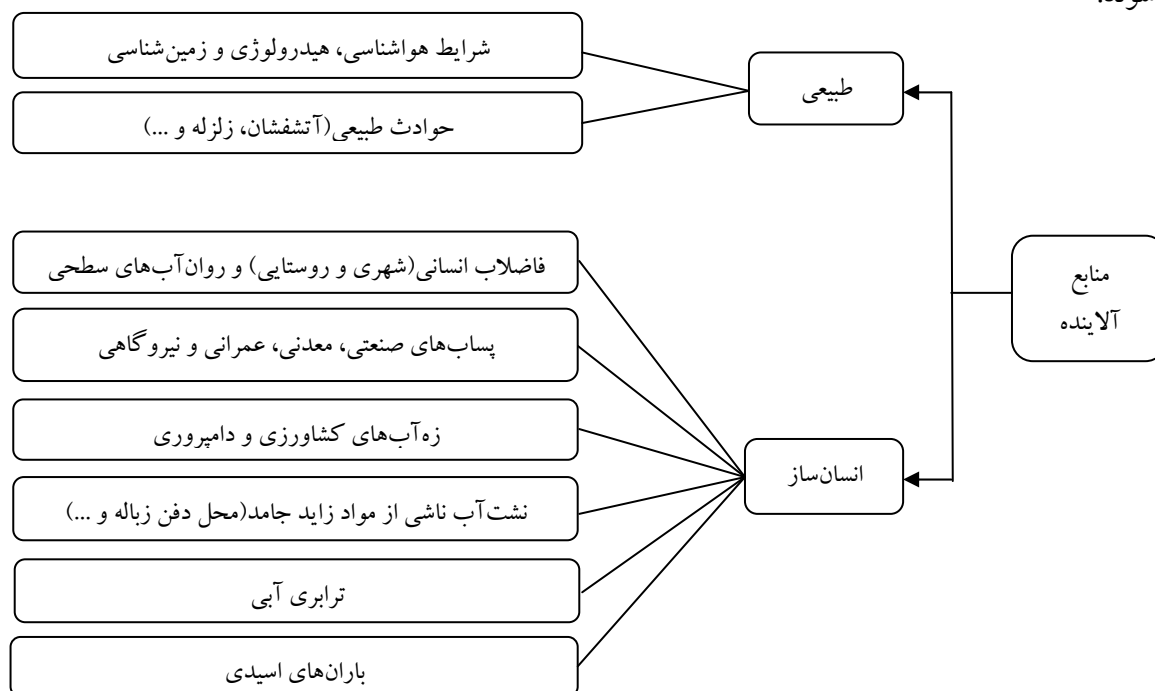 شوند.
شرایط هواشناسی، هیدرولوژی و زمین‌شناسی
طبیعی
حوادث طبیعی(آتشفشان، زلزله و ...)
منابع
آلاینده
فاضلاب انسانی(شهری و روستایی) و روان‌آب‌های سطحی
پساب‌های صنعتی، معدنی، عمرانی و نیروگاهی
زه‌آب‌های کشاورزی و دامپروری
انسان‌ساز
نشت‌آب ناشی از مواد زاید جامد(محل دفن زباله و ...)
ترابری آبی
باران‌های اسیدی